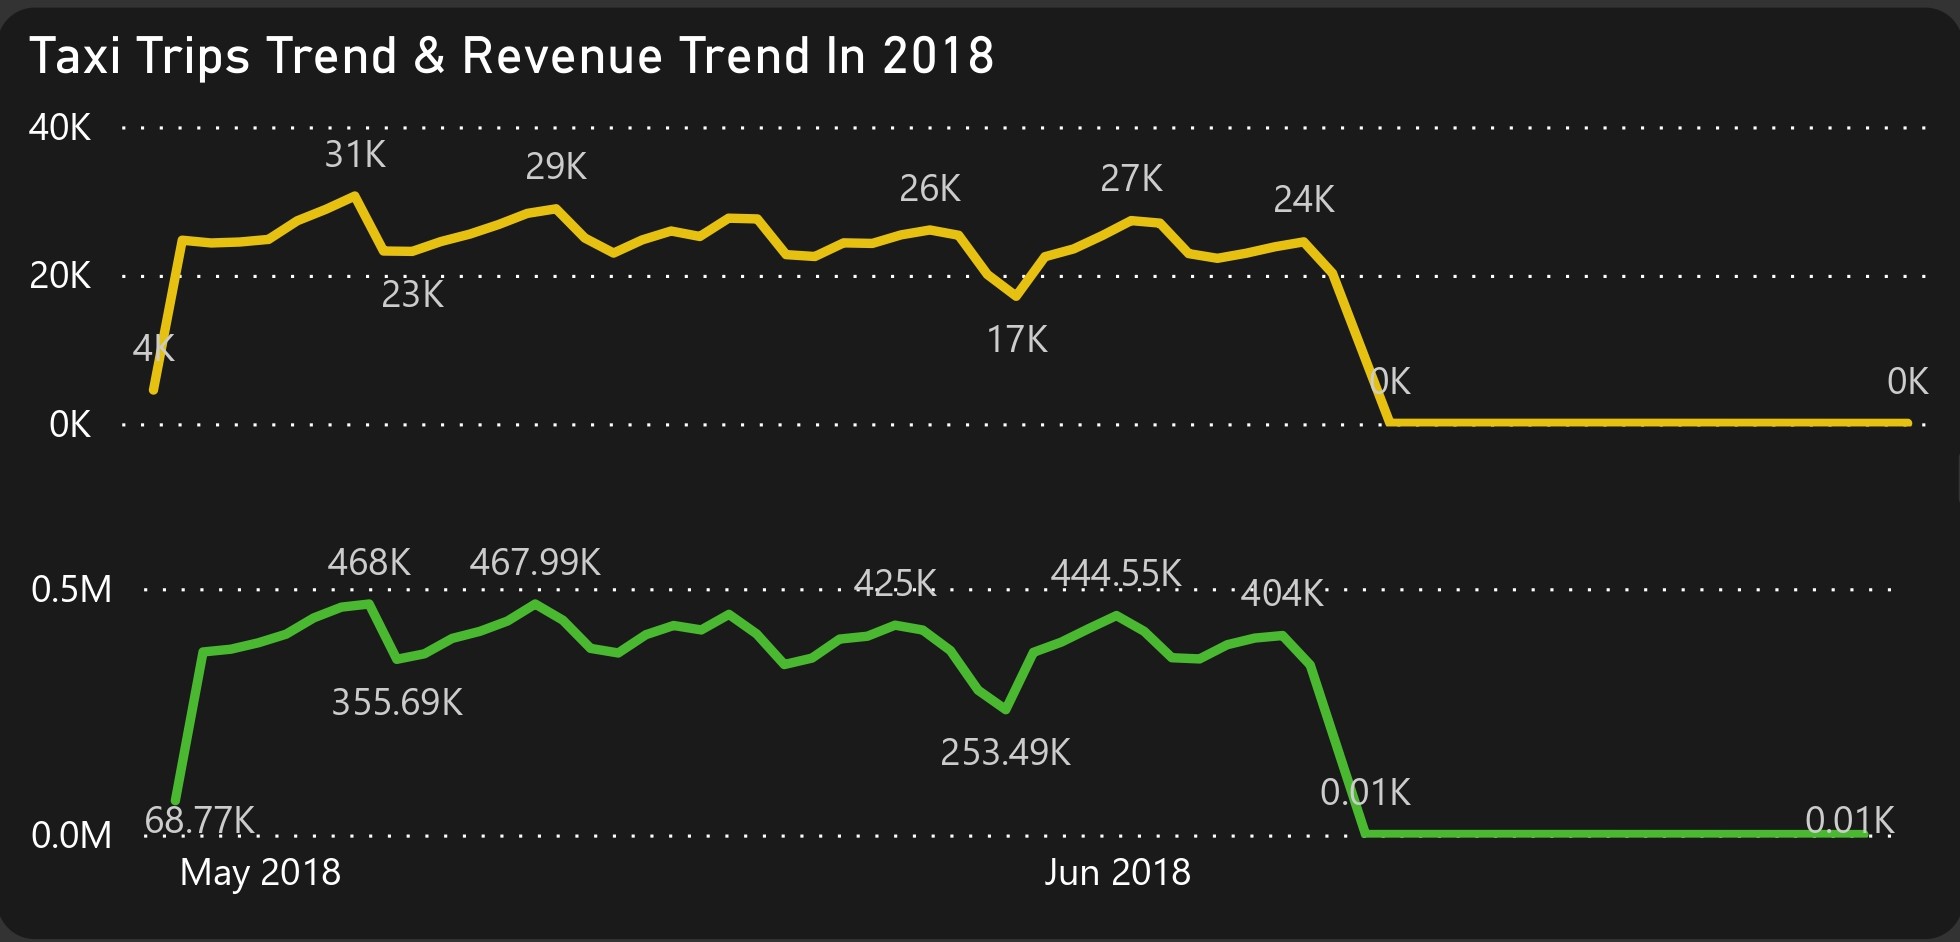 Taxi Trips Trend & Revenue Trend In 2018
40K
31K
29K
26K
27K
24K
20K
23K
4K
17K
0K
0K
0K
468K
467.99K
425K
444.55K
404K
0.5M
355.69K
253.49K
0.01K
68.77K
0.01K
0.0M
May 2018
Jun 2018